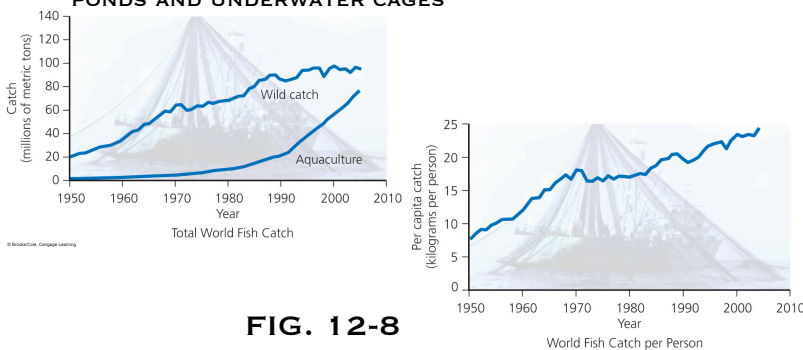 PONDS AND UNDERWATER CAGES
140
120
100
80
60
40
20
0
Catch
(millions of metric tons)
Wild catch
Aquaculture
1950 1960 1970 1980 1990 2000 2010
Year
Total World Fish Catch
© Brooks/Cole, Cengage Learning
25
20
15
10
5
0
Per capita catch
(kilograms per person)
1950 1960 1970 1980 1990 2000 2010
Year
World Fish Catch per Person
FIG. 12-8